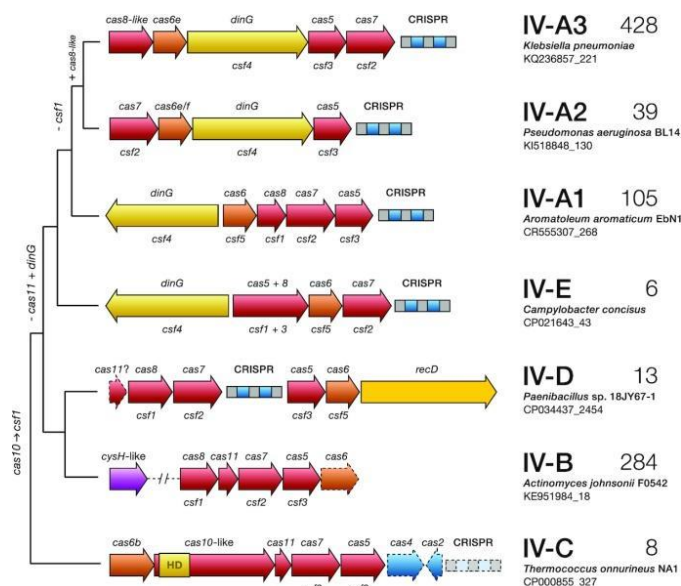 cas8-like cas6e dinG cas5 cas7 CRISPR
csf4 csf3 csf2
IV-A3 428
Klebsiella pneumoniae
KQ236857_221
+ cas8-like
- csf1
cas7 cas6e/f dinG cas5 CRISPR
csf2 csf4 csf3
IV-A2 39
Pseudomonas aeruginosa BL14
KI518848_130
dinG cas6 cas8 cas7 cas5 CRISPR
csf4 csf5 csf1 csf2 csf3
IV-A1 105
Aromatoleum aromaticum EbN1
CR555307_268
- cas11 + dinG
dinG cas5 + 8 cas6 cas7 CRISPR
csf4 csf1 + 3 csf5 csf2
IV-E 6
Campylobacter concisus
CP021643_43
cas11? cas8 cas7 CRISPR cas5 cas6 recD
csf1 csf2 csf3 csf5
IV-D 13
Paenibacillus sp. 18JY67-1
CP034437_2454
cas10→csf1
cysH-like cas8 cas11 cas7 cas5 cas6
csf1 csf2 csf3
IV-B 284
Actinomyces johnsonii F0542
KE951984_18
cas6b cas10-like cas11 cas7 cas5 cas4 cas2 CRISPR
HD
IV-C 8
Thermococcus onnurineus NA1
CP000855_327